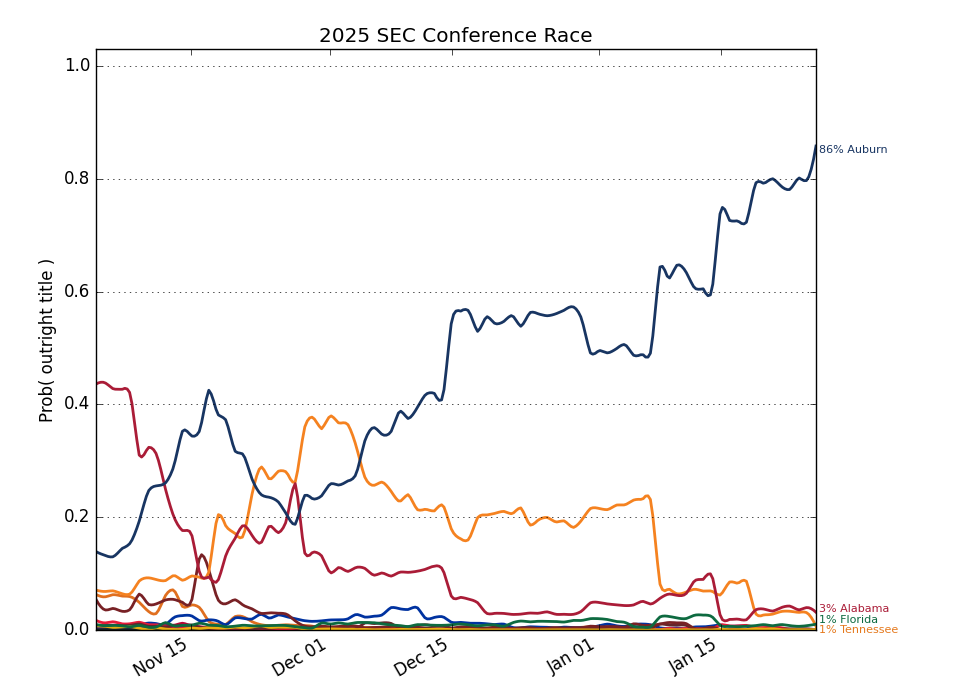 2025 SEC Conference Race
Prob( outright title )
1.0
0.8
0.6
0.4
0.2
0.0
86% Auburn
3% Alabama
1% Florida
1% Tennessee
Nov 15
Dec 01
Dec 15
Jan 01
Jan 15